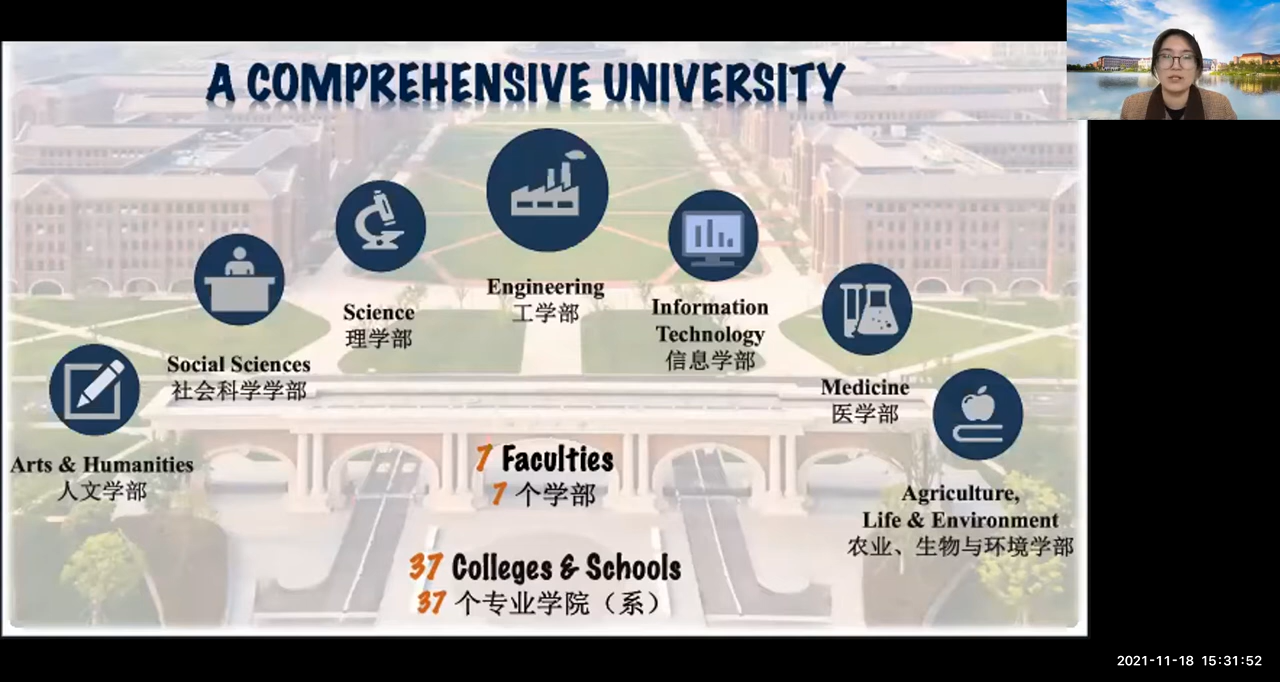 A COMPREHENSIVE UNIVERSITY
Engineering
工学部
Science
理学部
Information
Technology
信息学部
Social Sciences
社会科学学部
Medicine
医学部
Arts & Humanities
人文学部
7 Faculties
7 个学部
Agriculture,
Life & Environment
农业、生物与环境学部
37 Colleges & Schools
37 个专业学院（系）
2021-11-18 15:31:52